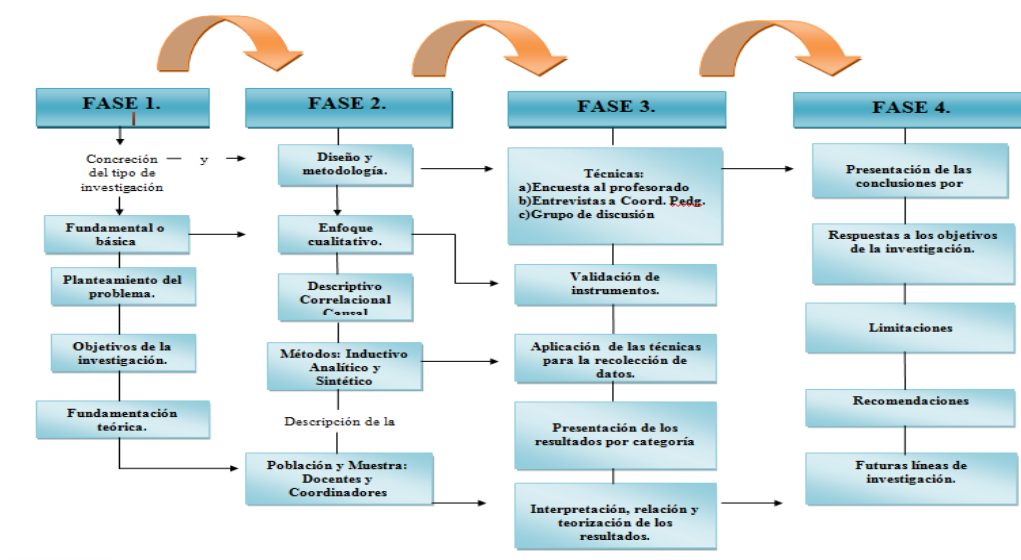 FASE 1.
Concreción
y
del tipo de
investigación
Fundamental o
básica
Planteamiento del
problema.
Objetivos de la
investigación.
Fundamentación
teórica.
FASE 2.
Diseño y
metodología.
Enfoque
cualitativo.
Descriptivo
Correlacional
Causal
Métodos: Inductivo
Analítico y
Sintético
Descripción de la
Población y Muestra:
Docentes y
Coordinadores
FASE 3.
Técnicas:
a)Encuesta al profesorado
b)Entrevistas a Coord. Pedg.
c)Grupo de discusión
Validación de
instrumentos.
Aplicación de las técnicas
para la recolección de
datos.
Presentación de los
resultados por categoría
Interpretación, relación y
teorización de los
resultados.
FASE 4.
Presentación de las
conclusiones por
Respuestas a los objetivos
de la investigación.
Limitaciones
Recomendaciones
Futuras líneas de
investigación.